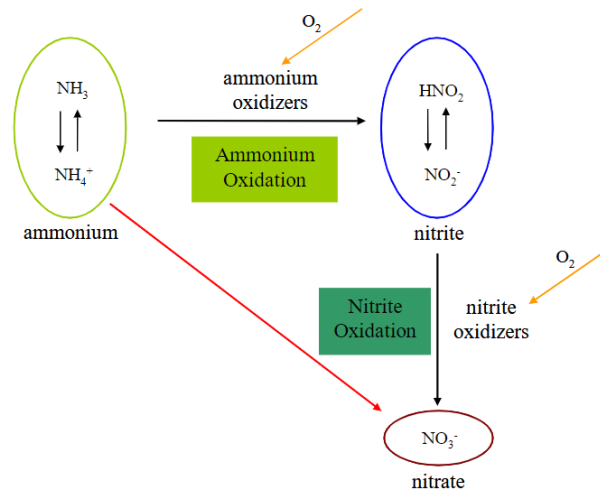 O₂
NH₃
NH₄⁺
ammonium
ammonium
oxidizers
Ammonium
Oxidation
HNO₂
NO₂⁻
nitrite
O₂
Nitrite
Oxidation
nitrite
oxidizers
NO₃⁻
nitrate